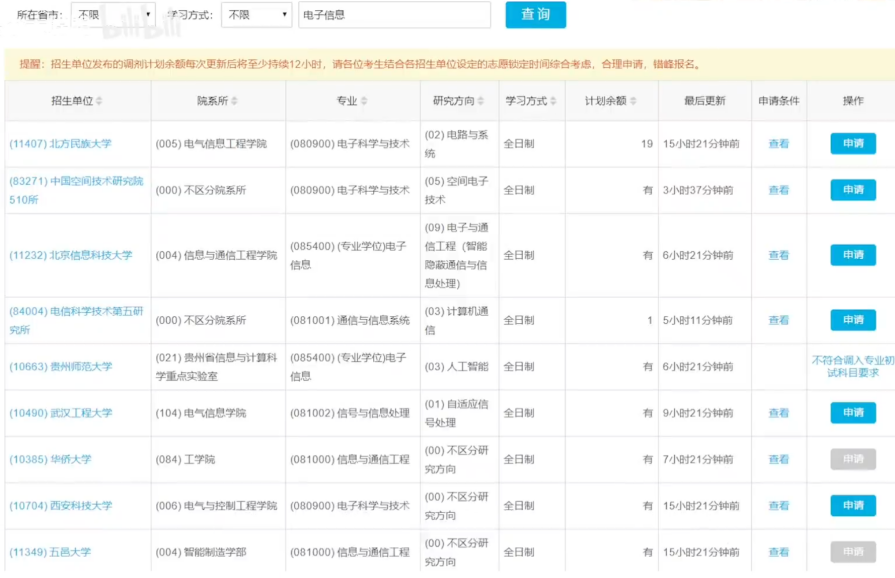 所在省市： 不限 学习方式： 不限 电子信息 查 询
bilibili
提醒：招生单位发布的调剂计划余额每次更新后将至少持续12小时，请各位考生结合各招生单位设定的志愿锁定时间综合考虑，合理申请，错峰报名。
招生单位 院系所 专业 研究方向 学习方式 计划余额 最后更新 申请条件 操作
(11407) 北方民族大学 (005) 电气信息工程学院 (080900) 电子科学与技术 (02) 电路与系
统 全日制 19 15小时21分钟前 查看 申请
(83271) 中国空间技术研究院
510所 (000) 不区分院系所 (080900) 电子科学与技术 (05) 空间电子
技术 全日制 有 3小时37分钟前 查看 申请
(11232) 北京信息科技大学 (004) 信息与通信工程学院 (085400) (专业学位)电子
信息 (09) 电子与通
信工程（智能
隐蔽通信与信
息处理) 全日制 有 6小时21分钟前 查看 申请
(84004) 电信科学技术第五研
究所 (000) 不区分院系所 (081001) 通信与信息系统 (03) 计算机通
信 全日制 1 5小时11分钟前 查看 申请
(10663) 贵州师范大学 (021) 贵州省信息与计算科
学重点实验室 (085400) (专业学位)电子
信息 (03) 人工智能 全日制 有 6小时21分钟前 不符合调入专业初
试科目要求
(10490) 武汉工程大学 (104) 电气信息学院 (081002) 信号与信息处理 (01) 自适应信
号处理 全日制 有 9小时21分钟前 查看 申请
(10385) 华侨大学 (084) 工学院 (081000) 信息与通信工程 (00) 不区分研
究方向 全日制 有 7小时21分钟前 查看 申请
(10704) 西安科技大学 (006) 电气与控制工程学院 (080900) 电子科学与技术 (00) 不区分研
究方向 全日制 有 15小时21分钟前 查看 申请
(11349) 五邑大学 (004) 智能制造学部 (081000) 信息与通信工程 (00) 不区分研
究方向 全日制 有 15小时21分钟前 查看 申请